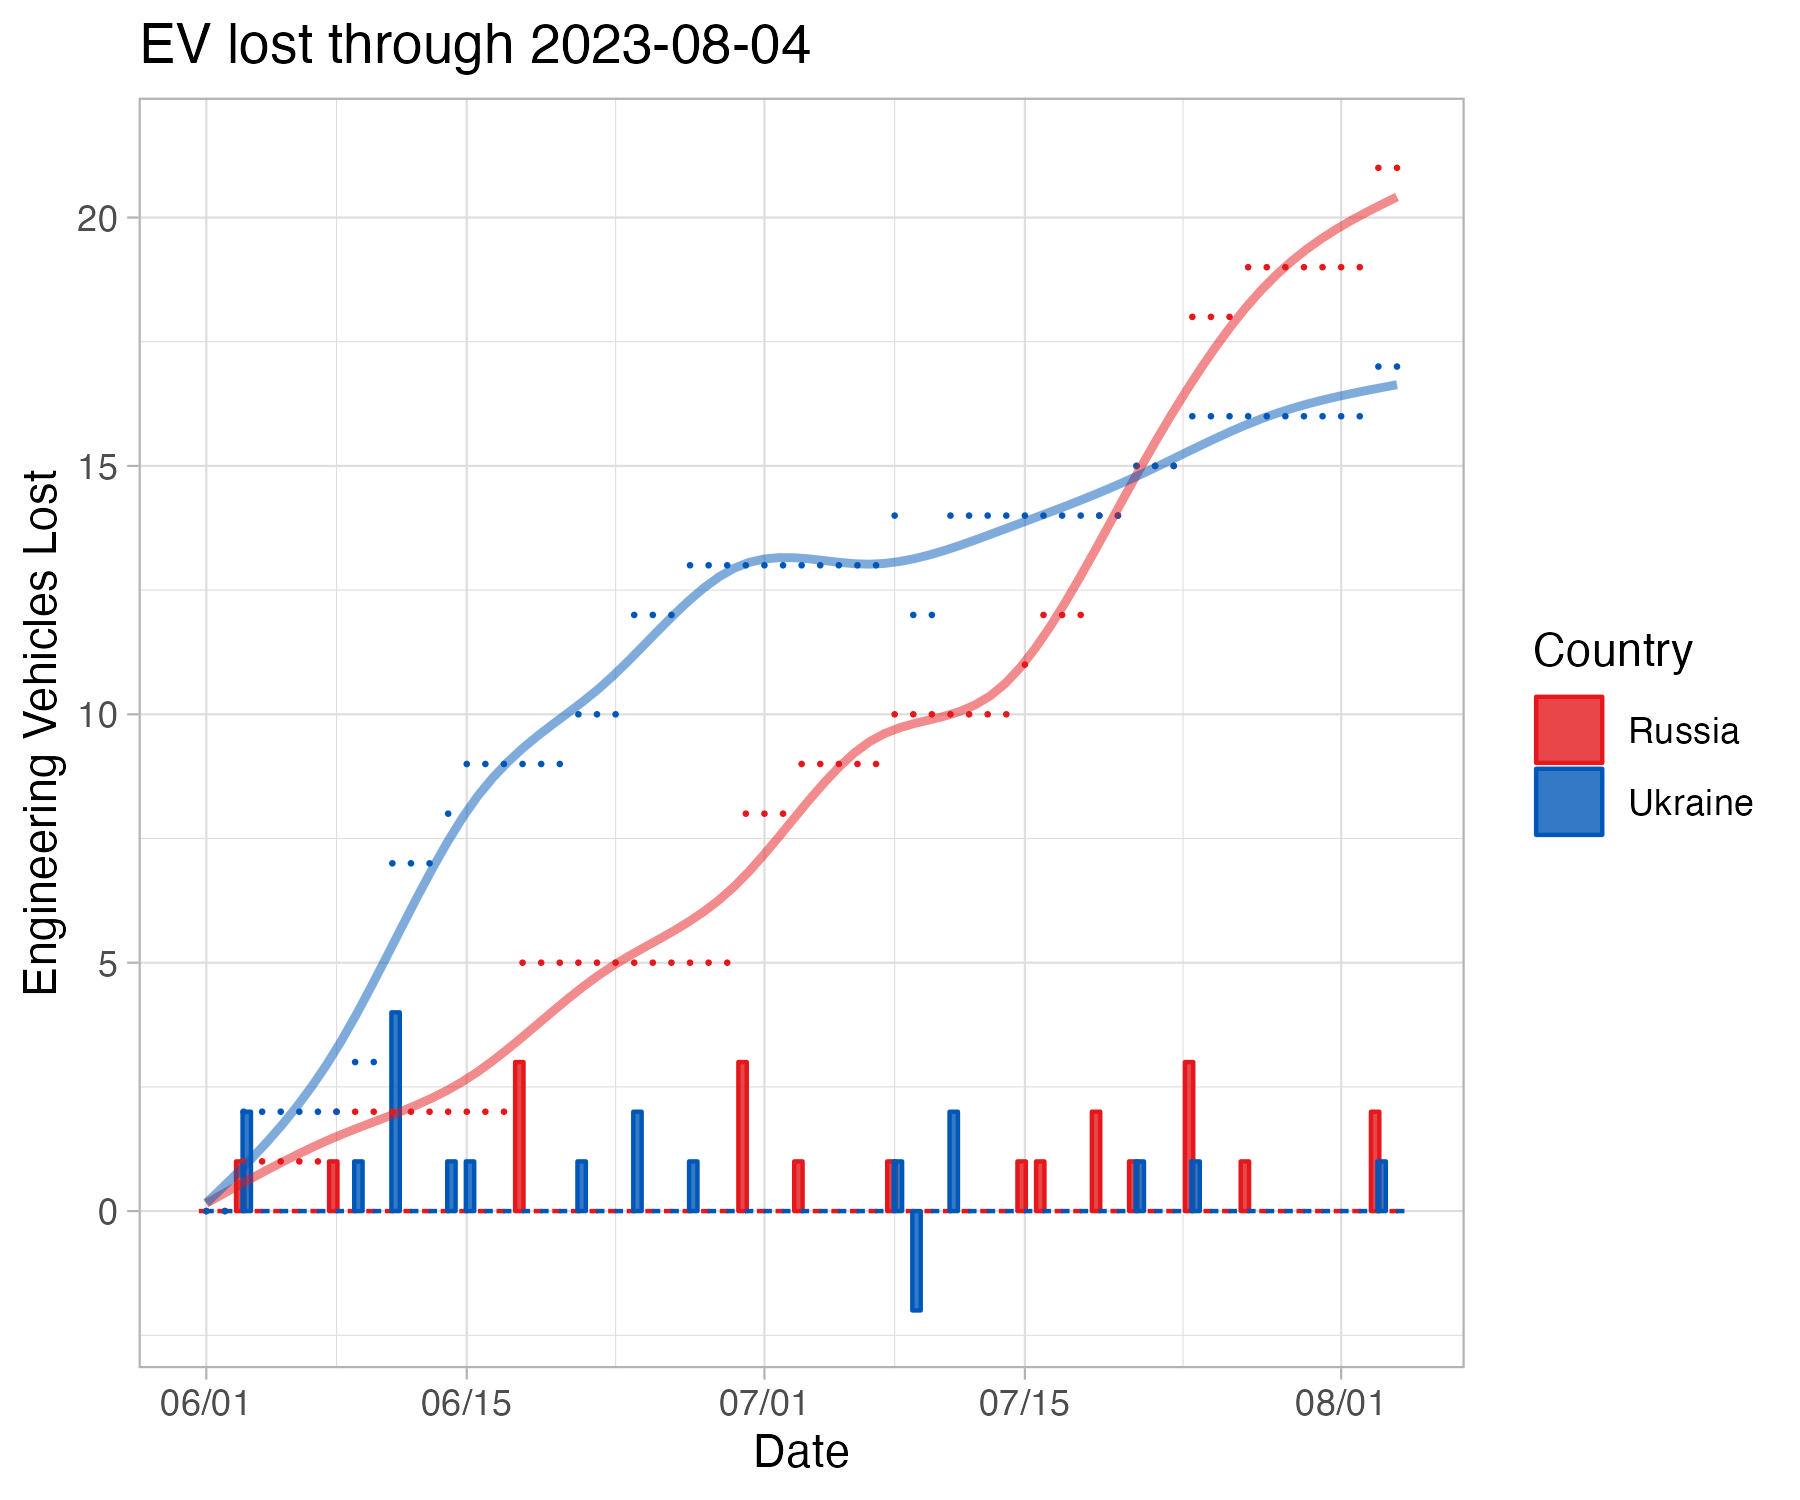 EV lost through 2023-08-04
Engineering Vehicles Lost
20
15
10
5
0
06/01 06/15 07/01 07/15 08/01
Date
Country
Russia
Ukraine